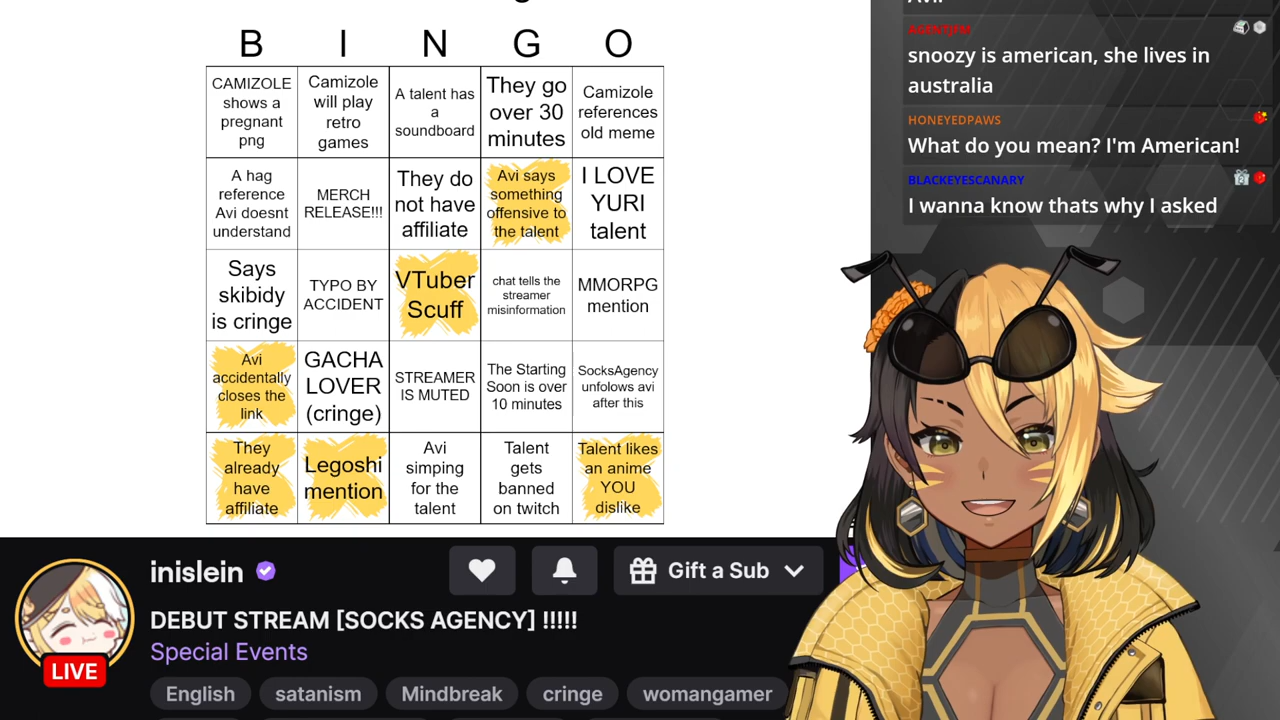 B I N G O
CAMIZOLE
shows a
pregnant
png
Camizole
will play
retro
games
A talent has
a
soundboard
They go
over 30
minutes
Camizole
references
old meme
A hag
reference
Avi doesnt
understand
MERCH
RELEASE!!!
They do
not have
affiliate
Avi says
something
offensive to
the talent
I LOVE
YURI
talent
Says
skibidy
is cringe
TYPO BY
ACCIDENT
VTuber
Scuff
chat tells the
streamer
misinformation
MMORPG
mention
Avi
accidentally
closes the
link
GACHA
LOVER
(cringe)
STREAMER
IS MUTED
The Starting
Soon is over
10 minutes
SocksAgency
unfolows avi
after this
They
already
have
affiliate
Legoshi
mention
Avi
simping
for the
talent
Talent
gets
banned
on twitch
Talent likes
an anime
YOU
dislike
AGENTJFM
snoozy is american, she lives in
australia
HONEYEDPAWS
What do you mean? I'm American!
BLACKEYESCANARY
I wanna know thats why I asked
inislein
Gift a Sub
DEBUT STREAM [SOCKS AGENCY] !!!!!
Special Events
LIVE
English satanism Mindbreak cringe womangamer